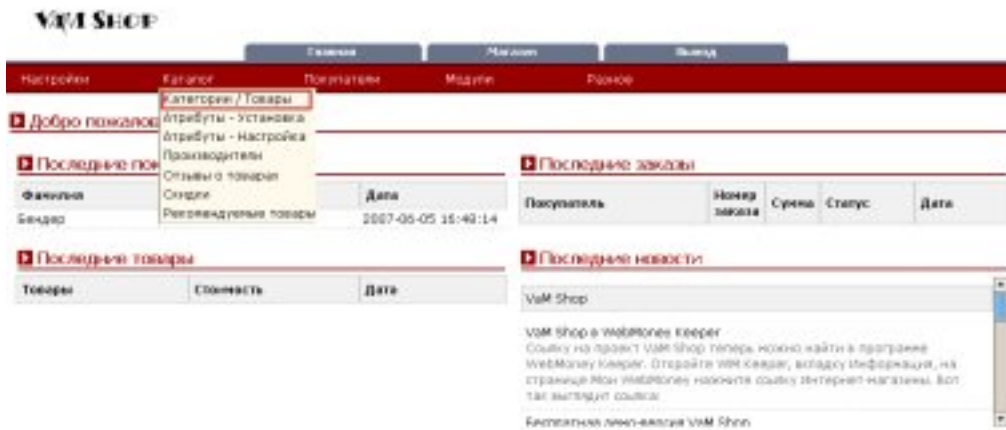 VaM Shop
Главная Магазин Выход
Настройки Каталог Покупатели Модули Разное
Категории / Товары
Атрибуты - Установка
Атрибуты - Настройка
Производители
Отзывы о товарах
Скидки
Рекомендуемые товары
Добро пожалов
Последние пок
Фамилия Дата
Бендер 2007-06-05 16:48:14
Последние заказы
Покупатель Номер заказа Сумма Статус Дата
Последние товары
Товары Стоимость Дата
Последние новости
VaM Shop
VaM Shop в WebMoney Keeper
Ссылку на проект VaM Shop теперь можно найти в программе
WebMoney Keeper. Откройте WM Keeper, вкладку Информация, на
странице Мои WebMoney нажмите ссылку Интернет-магазины. Вот
так выглядит ссылка:
Бесплатная демо-версия VaM Shop